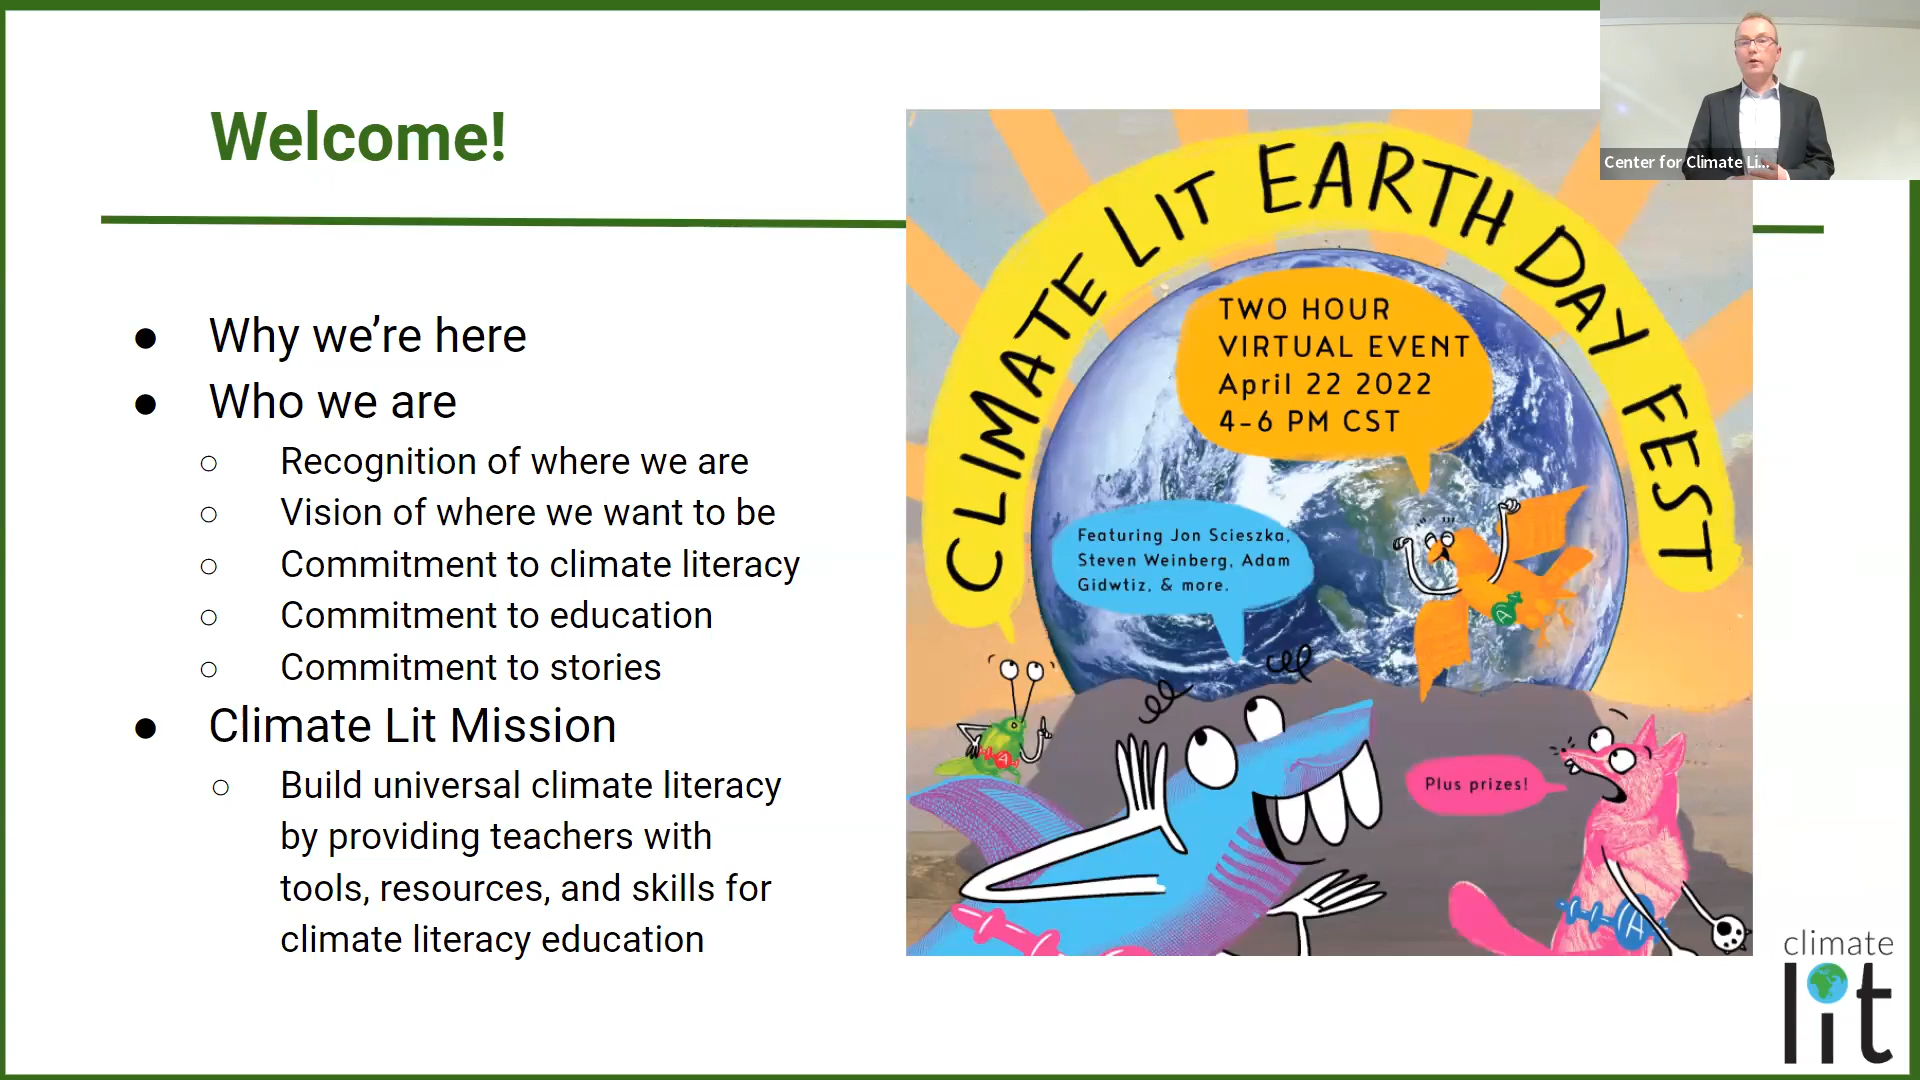 Welcome!
Why we're here
Who we are
Recognition of where we are
Vision of where we want to be
Commitment to climate literacy
Commitment to education
Commitment to stories
Climate Lit Mission
Build universal climate literacy
by providing teachers with
tools, resources, and skills for
climate literacy education
CLIMATE LIT EARTH DAY FEST
TWO HOUR
VIRTUAL EVENT
April 22 2022
4-6 PM CST
Featuring Jon Scieszka,
Steven Weinberg, Adam
Gidwtiz, & more.
Plus prizes!
A
A
A
Center for Climate Li...
climate
lit